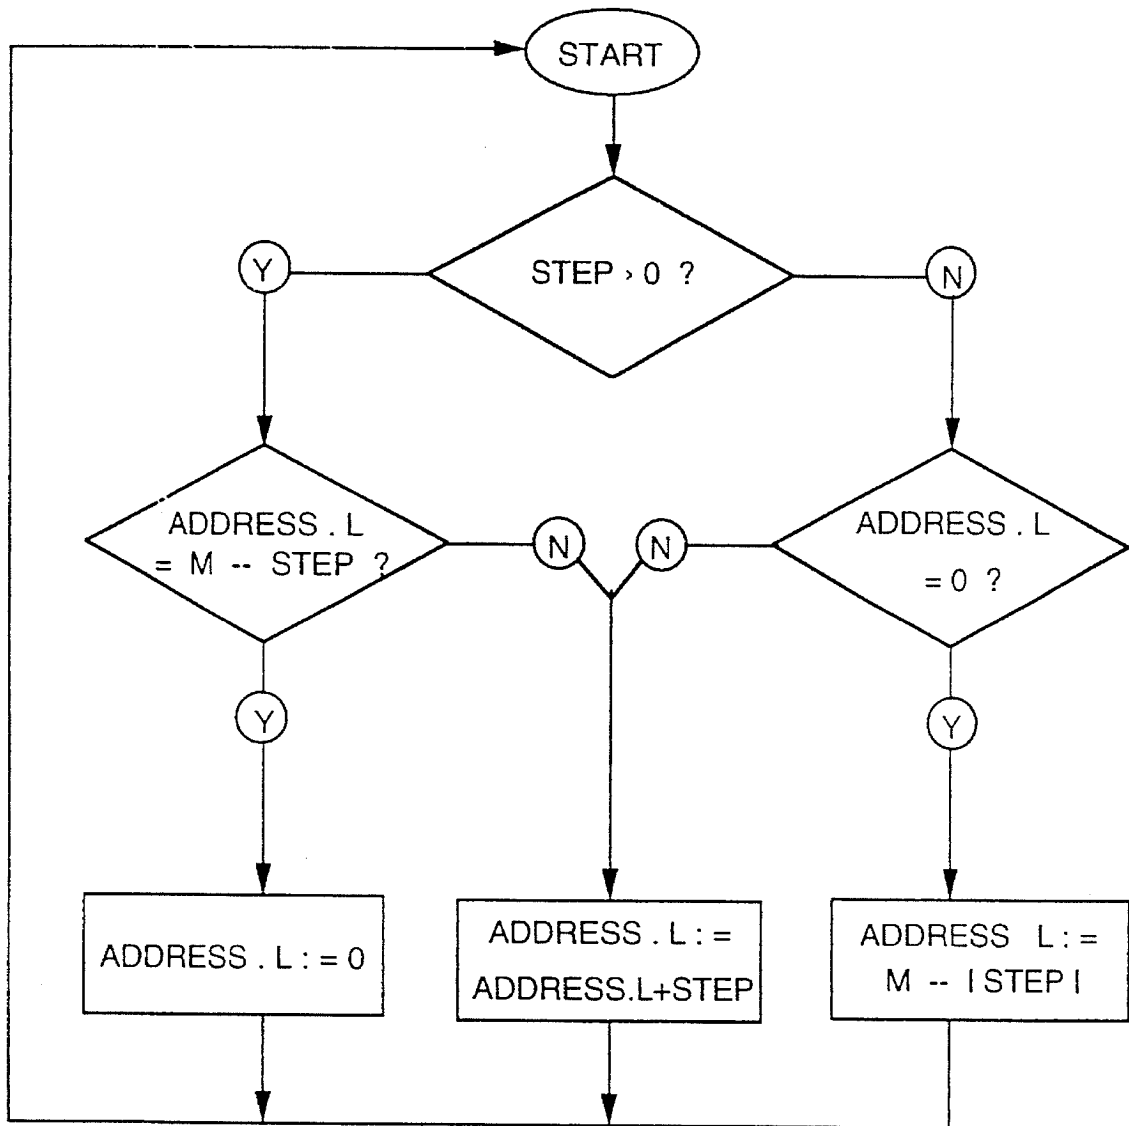 START
STEP > 0 ?
Y
N
ADDRESS . L
= M -- STEP ?
N
N
ADDRESS . L
= 0 ?
Y
Y
ADDRESS . L : = 0
ADDRESS . L : =
ADDRESS.L+STEP
ADDRESS L : =
M -- | STEP |